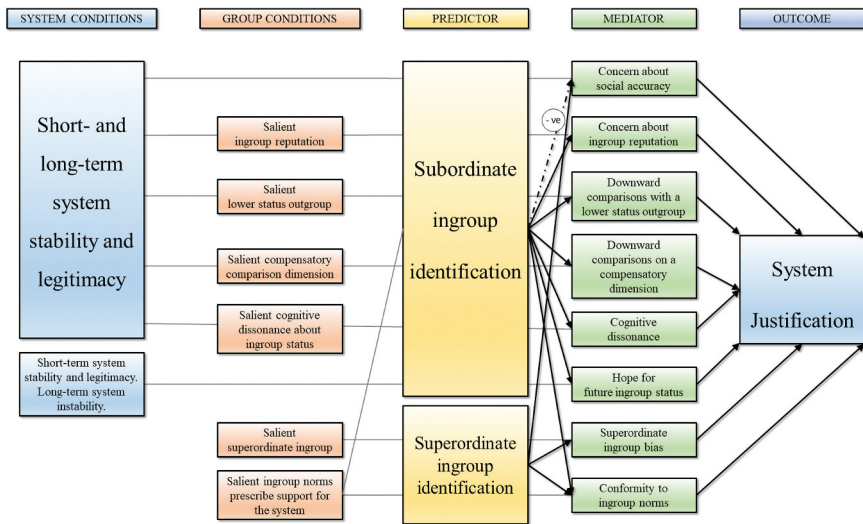 SYSTEM CONDITIONS
GROUP CONDITIONS
PREDICTOR
MEDIATOR
OUTCOME
Short- and
long-term
system
stability and
legitimacy
Short-term system
stability and legitimacy.
Long-term system
instability.
Salient
ingroup reputation
Salient
lower status outgroup
Salient compensatory
comparison dimension
Salient cognitive
dissonance about
ingroup status
Salient
superordinate ingroup
Salient ingroup norms
prescribe support for
the system
Subordinate
ingroup
identification
Superordinate
ingroup
identification
- ve
Concern about
social accuracy
Concern about
ingroup reputation
Downward
comparisons with a
lower status outgroup
Downward
comparisons on a
compensatory
dimension
Cognitive
dissonance
Hope for
future ingroup status
Superordinate
ingroup bias
Conformity to
ingroup norms
System
Justification